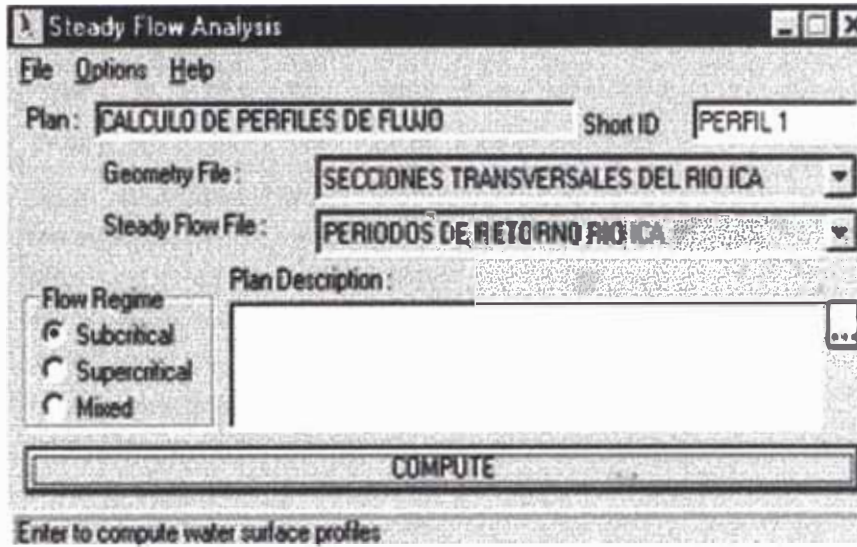 Steady Flow Analysis
File Options Help
Plan: CALCULO DE PERFILES DE FLUJO Short ID PERFIL 1
Geometry File: SECCIONES TRANSVERSALES DEL RIO ICA
Steady Flow File: PERIODOS DE RETORNO RIO ICA
Plan Description:
Flow Regime
Subcritical
Supercritical
Mixed
...
COMPUTE
Enter to compute water surface profiles